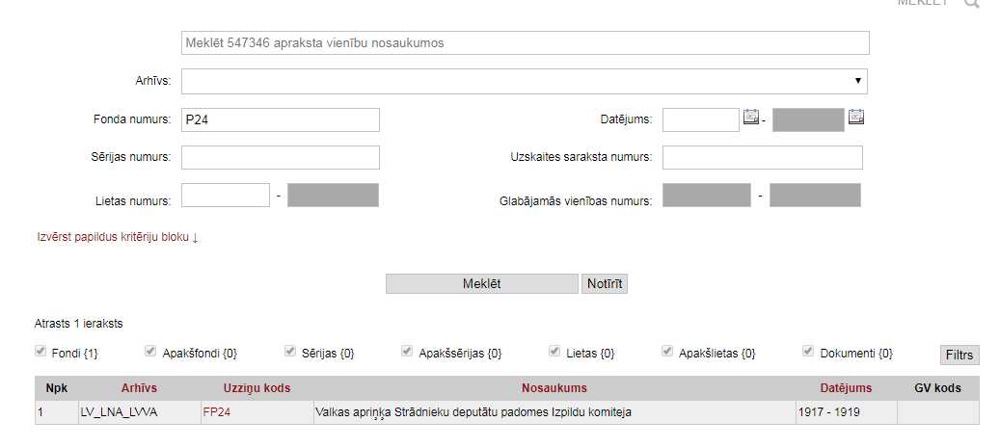 MEKLĒT
Meklēt 547346 apraksta vienību nosaukumos
Arhīvs:
Fonda numurs: P24 Datējums: -
Sērijas numurs: Uzskaites saraksta numurs:
Lietas numurs: - Glabājamās vienības numurs: -
Izvērst papildus kritēriju bloku ↓
Meklēt Notīrīt
Atrasts 1 ieraksts
Fondi {1} Apakšfondi {0} Sērijas {0} Apakšsērijas {0} Lietas {0} Apakšlietas {0} Dokumenti {0} Filtrs
Npk Arhīvs Uzziņu kods Nosaukums Datējums GV kods
1 LV_LNA_LVVA FP24 Valkas apriņķa Strādnieku deputātu padomes Izpildu komiteja 1917 - 1919